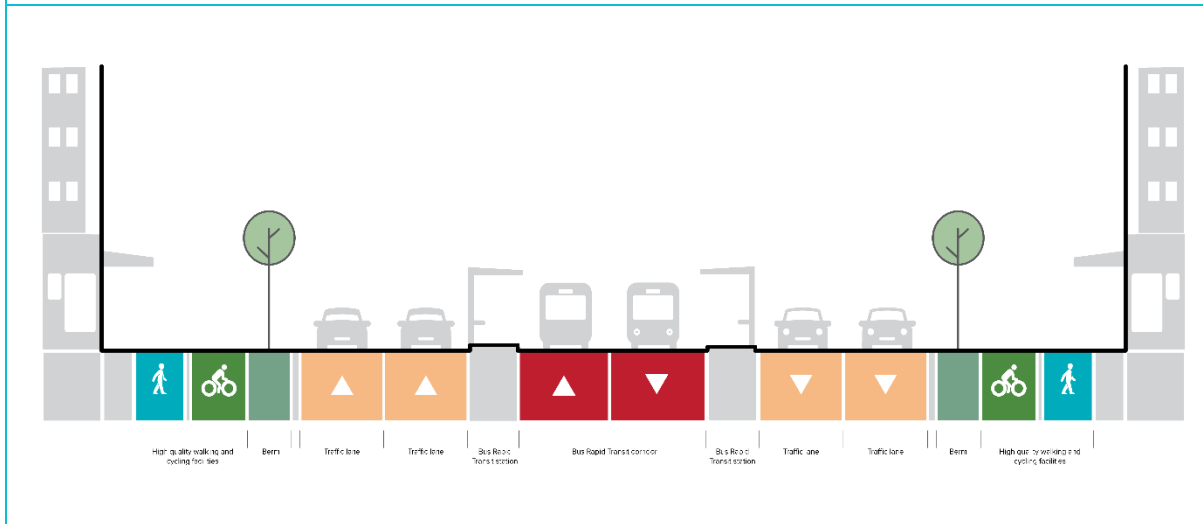 High quality walking and
cycling facilities
Berm
Traffic lane
Traffic lane
Bus Rapid
Transit station
Bus Rapid Transit corridor
Bus Rapid
Transit station
Traffic lane
Traffic lane
Berm
High quality walking and
cycling facilities